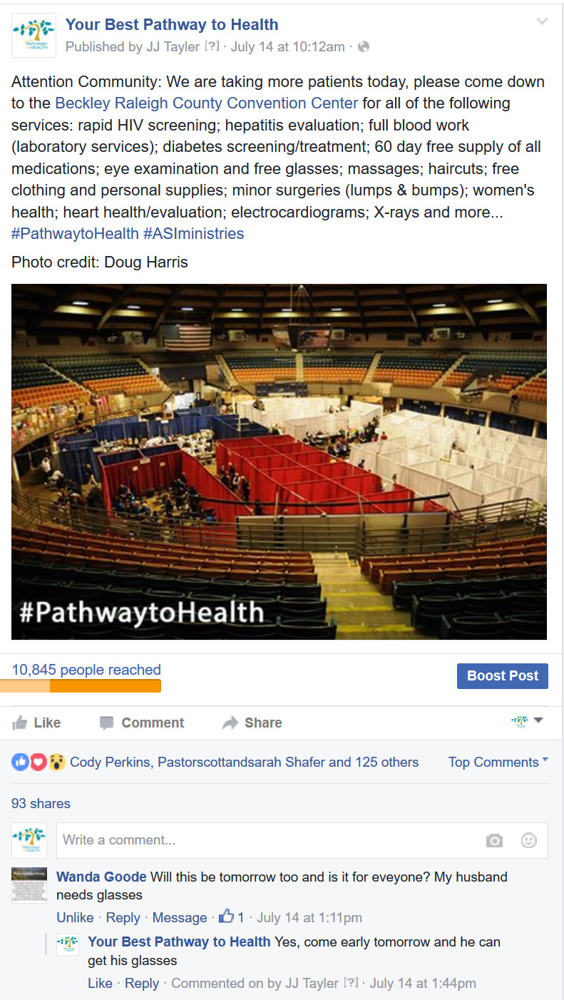 Your Best Pathway to Health
Published by JJ Tayler [?] · July 14 at 10:12am ·
Attention Community: We are taking more patients today, please come down
to the Beckley Raleigh County Convention Center for all of the following
services: rapid HIV screening; hepatitis evaluation; full blood work
(laboratory services); diabetes screening/treatment; 60 day free supply of all
medications; eye examination and free glasses; massages; haircuts; free
clothing and personal supplies; minor surgeries (lumps & bumps); women's
health; heart health/evaluation; electrocardiograms; X-rays and more...
#PathwaytoHealth #ASIministries
Photo credit: Doug Harris
#PathwaytoHealth
10,845 people reached
Boost Post
Like Comment Share
Cody Perkins, Pastorscottandsarah Shafer and 125 others Top Comments
93 shares
Write a comment...
Wanda Goode Will this be tomorrow too and is it for eveyone? My husband
needs glasses
Unlike · Reply · Message · 1 · July 14 at 1:11pm
Your Best Pathway to Health Yes, come early tomorrow and he can
get his glasses
Like · Reply · Commented on by JJ Tayler [?] · July 14 at 1:44pm